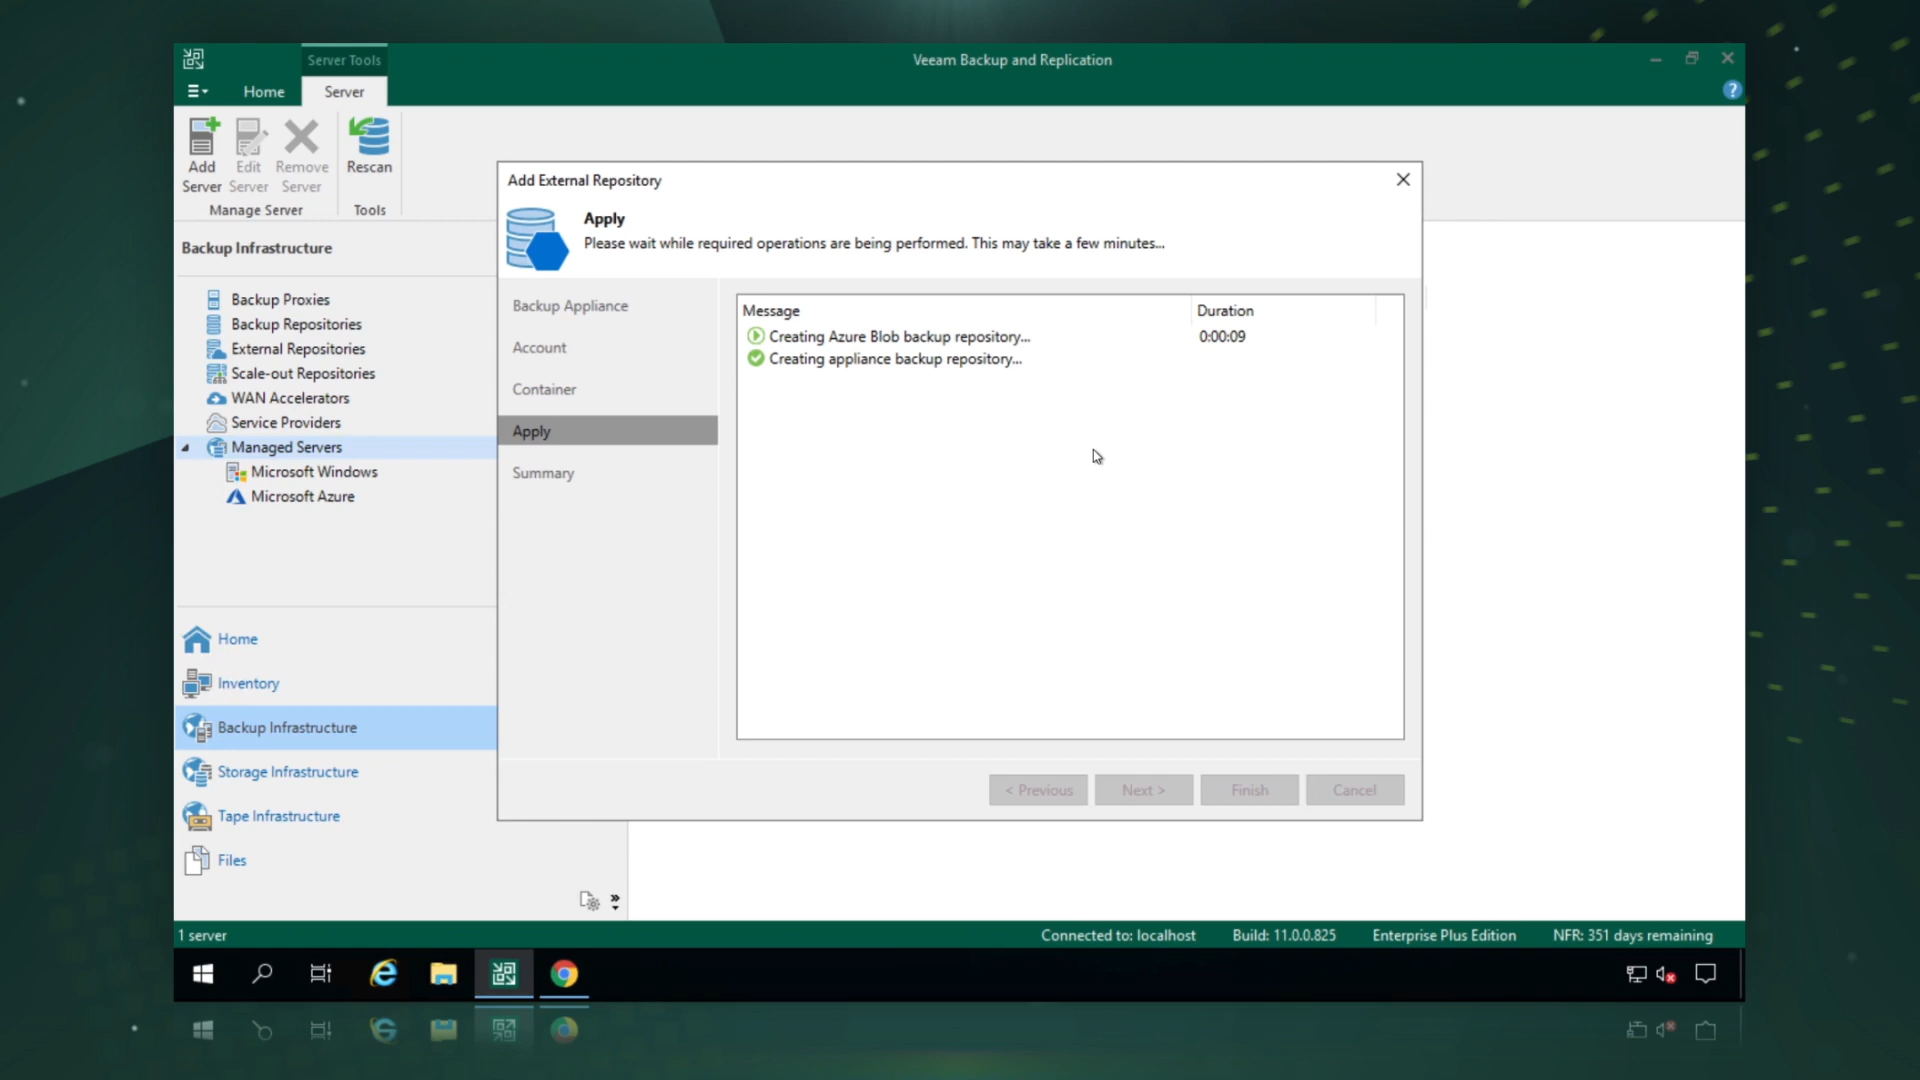 Server Tools
Veeam Backup and Replication
Home
Server
?
Add Server
Edit Server
Remove Server
Rescan
Manage Server
Tools
Backup Infrastructure
Backup Proxies
Backup Repositories
External Repositories
Scale-out Repositories
WAN Accelerators
Service Providers
Managed Servers
Microsoft Windows
Microsoft Azure
Home
Inventory
Backup Infrastructure
Storage Infrastructure
Tape Infrastructure
Files
Add External Repository
Apply
Please wait while required operations are being performed. This may take a few minutes...
Backup Appliance
Account
Container
Apply
Summary
Message
Duration
Creating Azure Blob backup repository...
0:00:09
Creating appliance backup repository...
< Previous
Next >
Finish
Cancel
1 server
Connected to: localhost
Build: 11.0.0.825
Enterprise Plus Edition
NFR: 351 days remaining